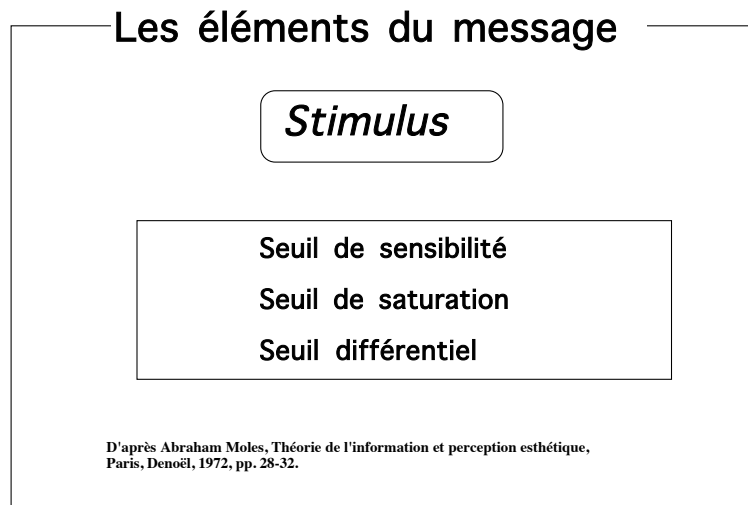 Les éléments du message
Stimulus
Seuil de sensibilité
Seuil de saturation
Seuil différentiel
D'après Abraham Moles, Théorie de l'information et perception esthétique,
Paris, Denoël, 1972, pp. 28-32.